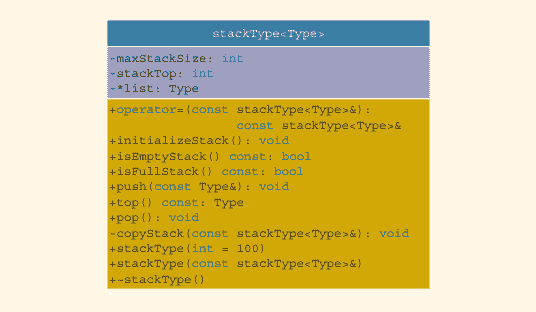 stackType<Type>
-maxStackSize: int
-stackTop: int
-*list: Type
+operator=(const stackType<Type>&):
const stackType<Type>&
+initializeStack(): void
+isEmptyStack() const: bool
+isFullStack() const: bool
+push(const Type&): void
+top() const: Type
+pop(): void
-copyStack(const stackType<Type>&): void
+stackType(int = 100)
+stackType(const stackType<Type>&)
+~stackType()